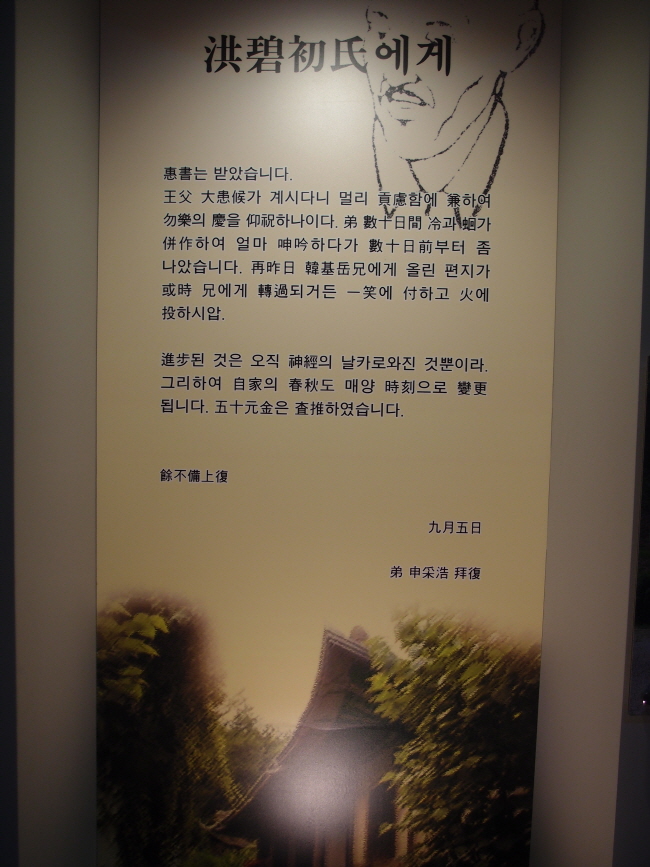 洪碧初氏에게
惠書는 받았습니다.
王父 大患候가 계시다니 멀리 貢慮함에 兼하여
勿樂의 慶을 仰祝하나이다. 弟 數十日間 冷과 蛔가
併作하여 얼마 呻吟하다가 數十日前부터 좀
나았습니다. 再昨日 韓基岳兄에게 올린 편지가
或時 兄에게 轉過되거든 一笑에 付하고 火에
投하시압.
進步된 것은 오직 神經의 날카로와진 것뿐이라.
그리하여 自家의 春秋도 매양 時刻으로 變更
됩니다. 五十元金은 査推하였습니다.
餘不備上復
九月五日
弟 申采浩 拜復